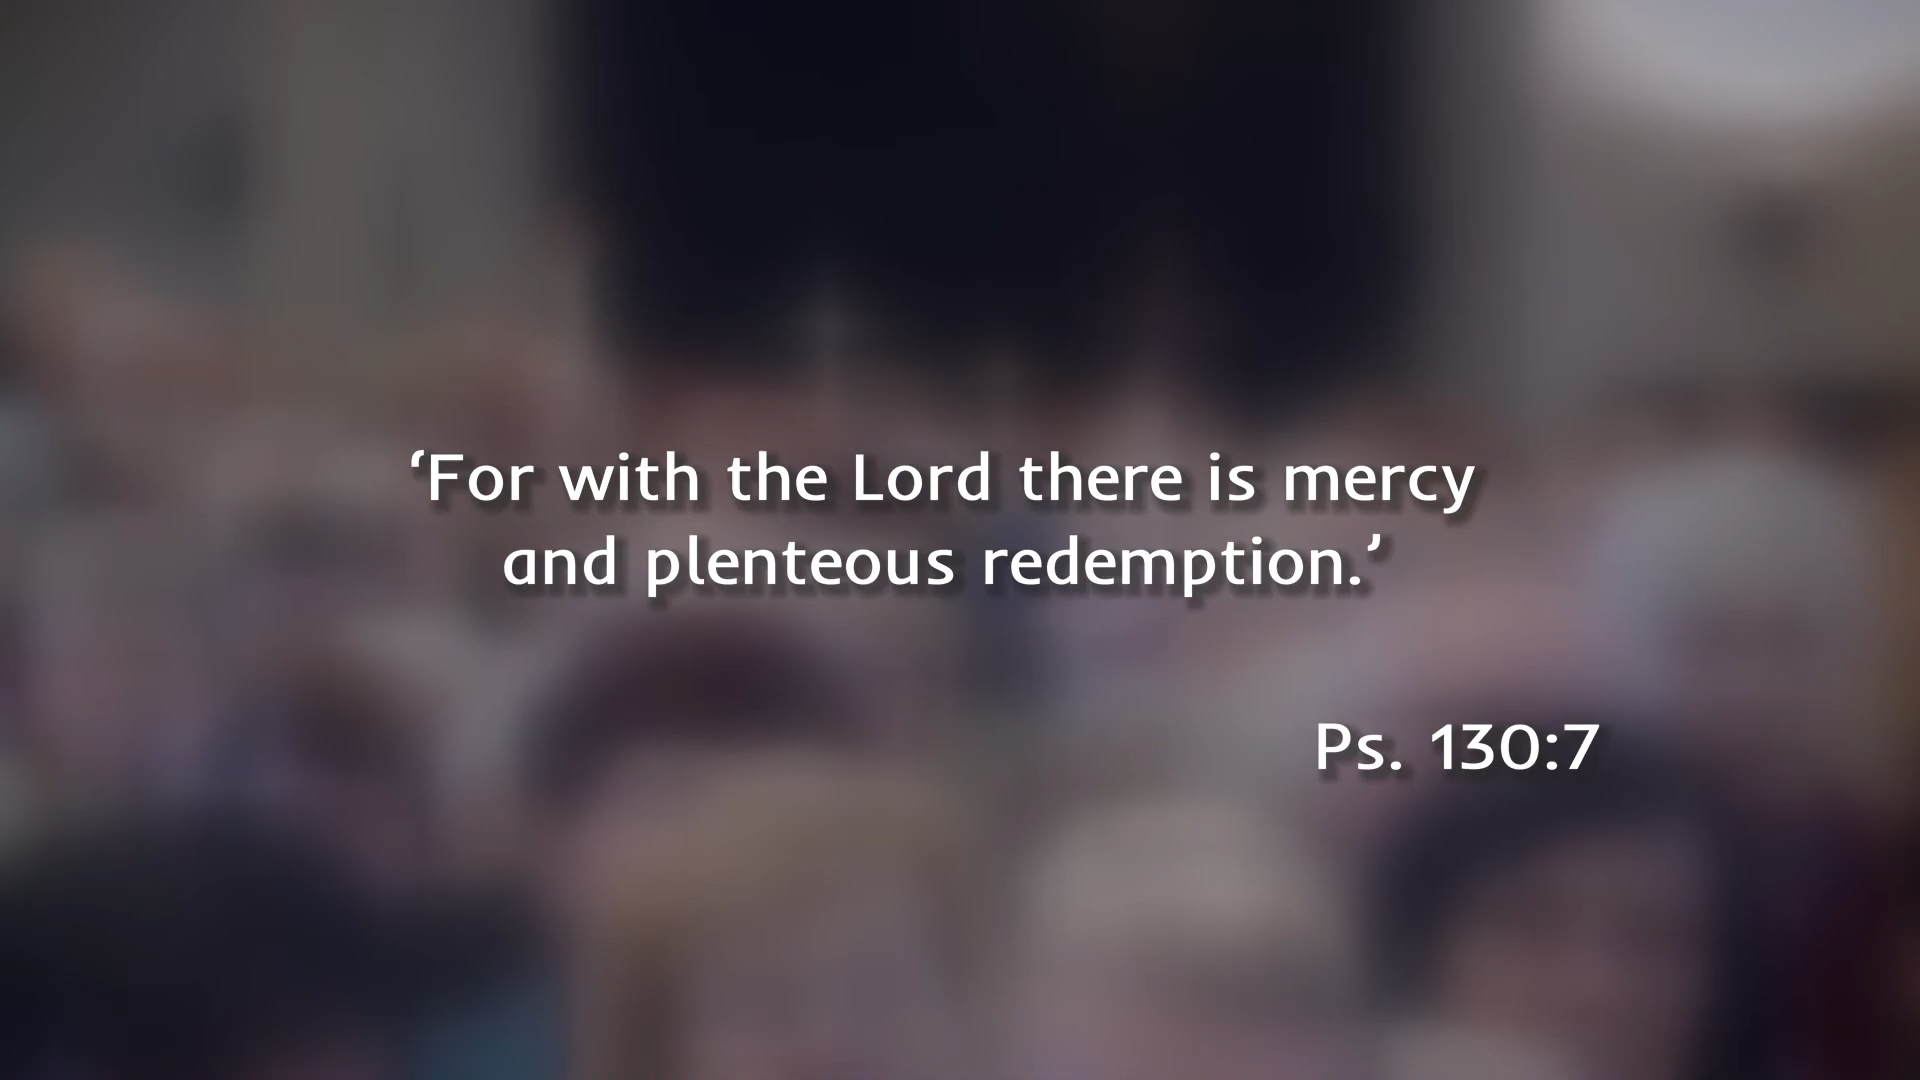 ‘For with the Lord there is mercy
and plenteous redemption.’
Ps. 130:7